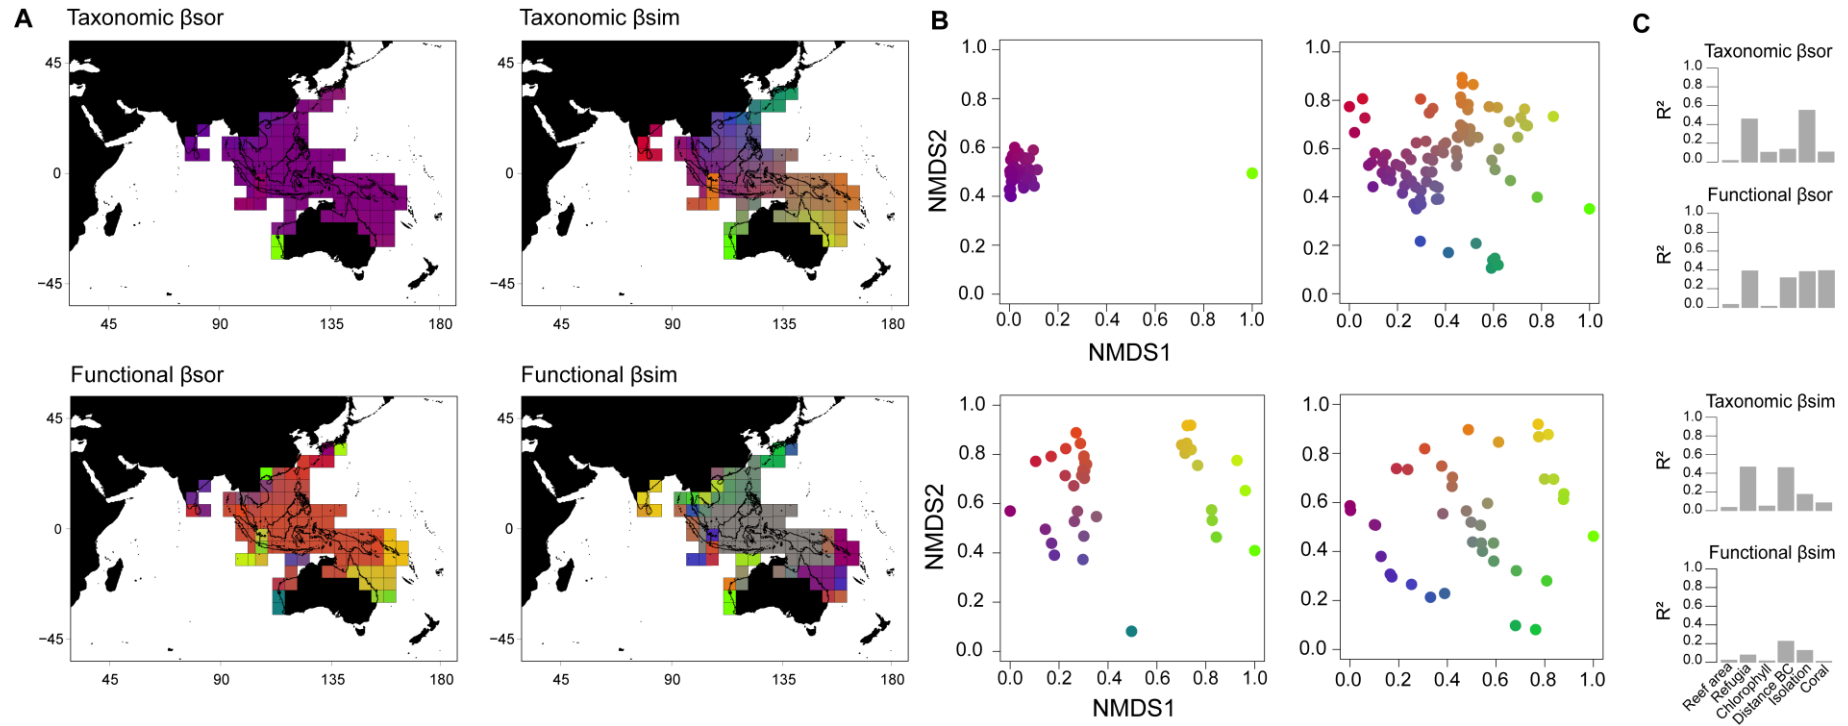 A
Taxonomic βsor
45
0
−45
45
90
135
180
Taxonomic βsim
45
0
−45
45
90
135
180
Functional βsor
45
0
−45
45
90
135
180
Functional βsim
45
0
−45
45
90
135
180
B
NMDS2
1.0
0.8
0.6
0.4
0.2
0.0
0.0 0.2 0.4 0.6 0.8 1.0
NMDS1
1.0
0.8
0.6
0.4
0.2
0.0
0.0 0.2 0.4 0.6 0.8 1.0
NMDS2
1.0
0.8
0.6
0.4
0.2
0.0
0.0 0.2 0.4 0.6 0.8 1.0
NMDS1
1.0
0.8
0.6
0.4
0.2
0.0
0.0 0.2 0.4 0.6 0.8 1.0
C
Taxonomic βsor
R²
1.0
0.8
0.6
0.4
0.2
0.0
Functional βsor
R²
1.0
0.8
0.6
0.4
0.2
0.0
Taxonomic βsim
R²
1.0
0.8
0.6
0.4
0.2
0.0
Functional βsim
R²
1.0
0.8
0.6
0.4
0.2
0.0
Reef area
Refugia
Chlorophyll
Distance BC
Isolation
Coral